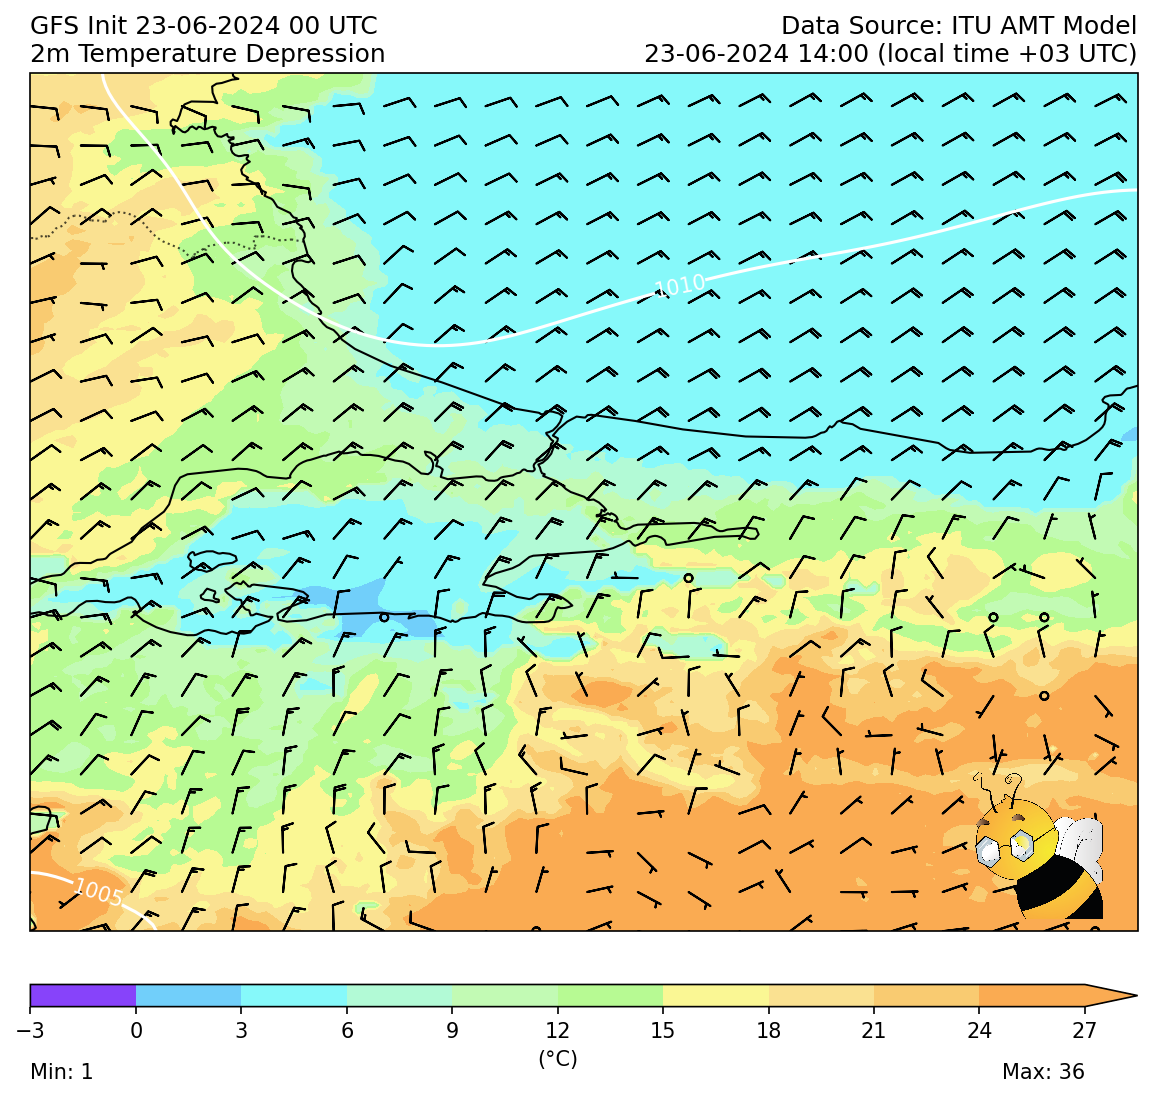 GFS Init 23-06-2024 00 UTC
Data Source: ITU AMT Model
2m Temperature Depression
23-06-2024 14:00 (local time +03 UTC)
1010
1005
−3 0 3 6 9 12 15 18 21 24 27
(°C)
Min: 1
Max: 36